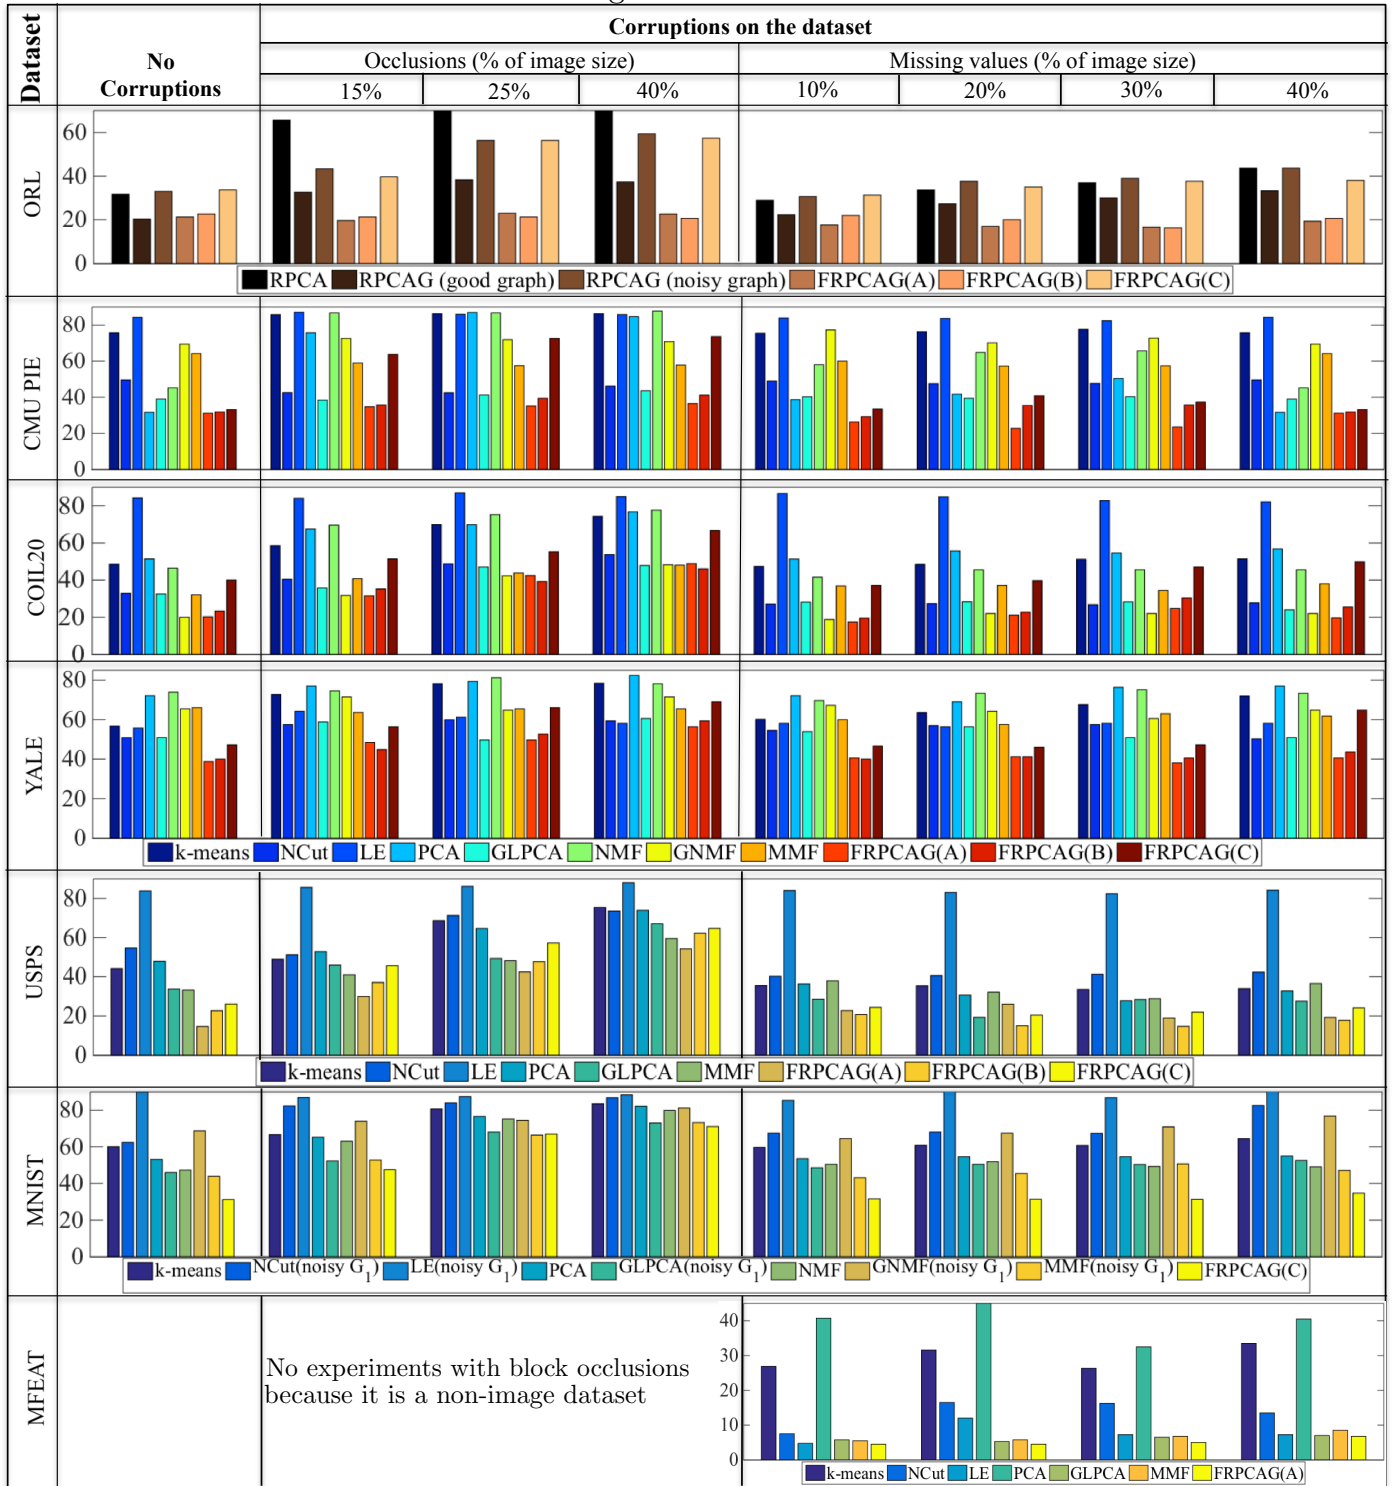 Dataset
No
Corruptions
Corruptions on the dataset
Occlusions (% of image size)
Missing values (% of image size)
15%
25%
40%
10%
20%
30%
40%
ORL
60
40
20
0
RPCA RPCAG (good graph) RPCAG (noisy graph) FRPCAG(A) FRPCAG(B) FRPCAG(C)
CMU PIE
80
60
40
20
0
COIL20
80
60
40
20
0
YALE
80
60
40
20
0
k-means NCut LE PCA GLPCA NMF GNMF MMF FRPCAG(A) FRPCAG(B) FRPCAG(C)
USPS
80
60
40
20
0
k-means NCut LE PCA GLPCA MMF FRPCAG(A) FRPCAG(B) FRPCAG(C)
MNIST
80
60
40
20
0
k-means NCut(noisy G1) LE(noisy G1) PCA GLPCA(noisy G1) NMF GNMF(noisy G1) MMF(noisy G1) FRPCAG(C)
MFEAT
No experiments with block occlusions
because it is a non-image dataset
40
30
20
10
0
k-means NCut LE PCA GLPCA MMF FRPCAG(A)